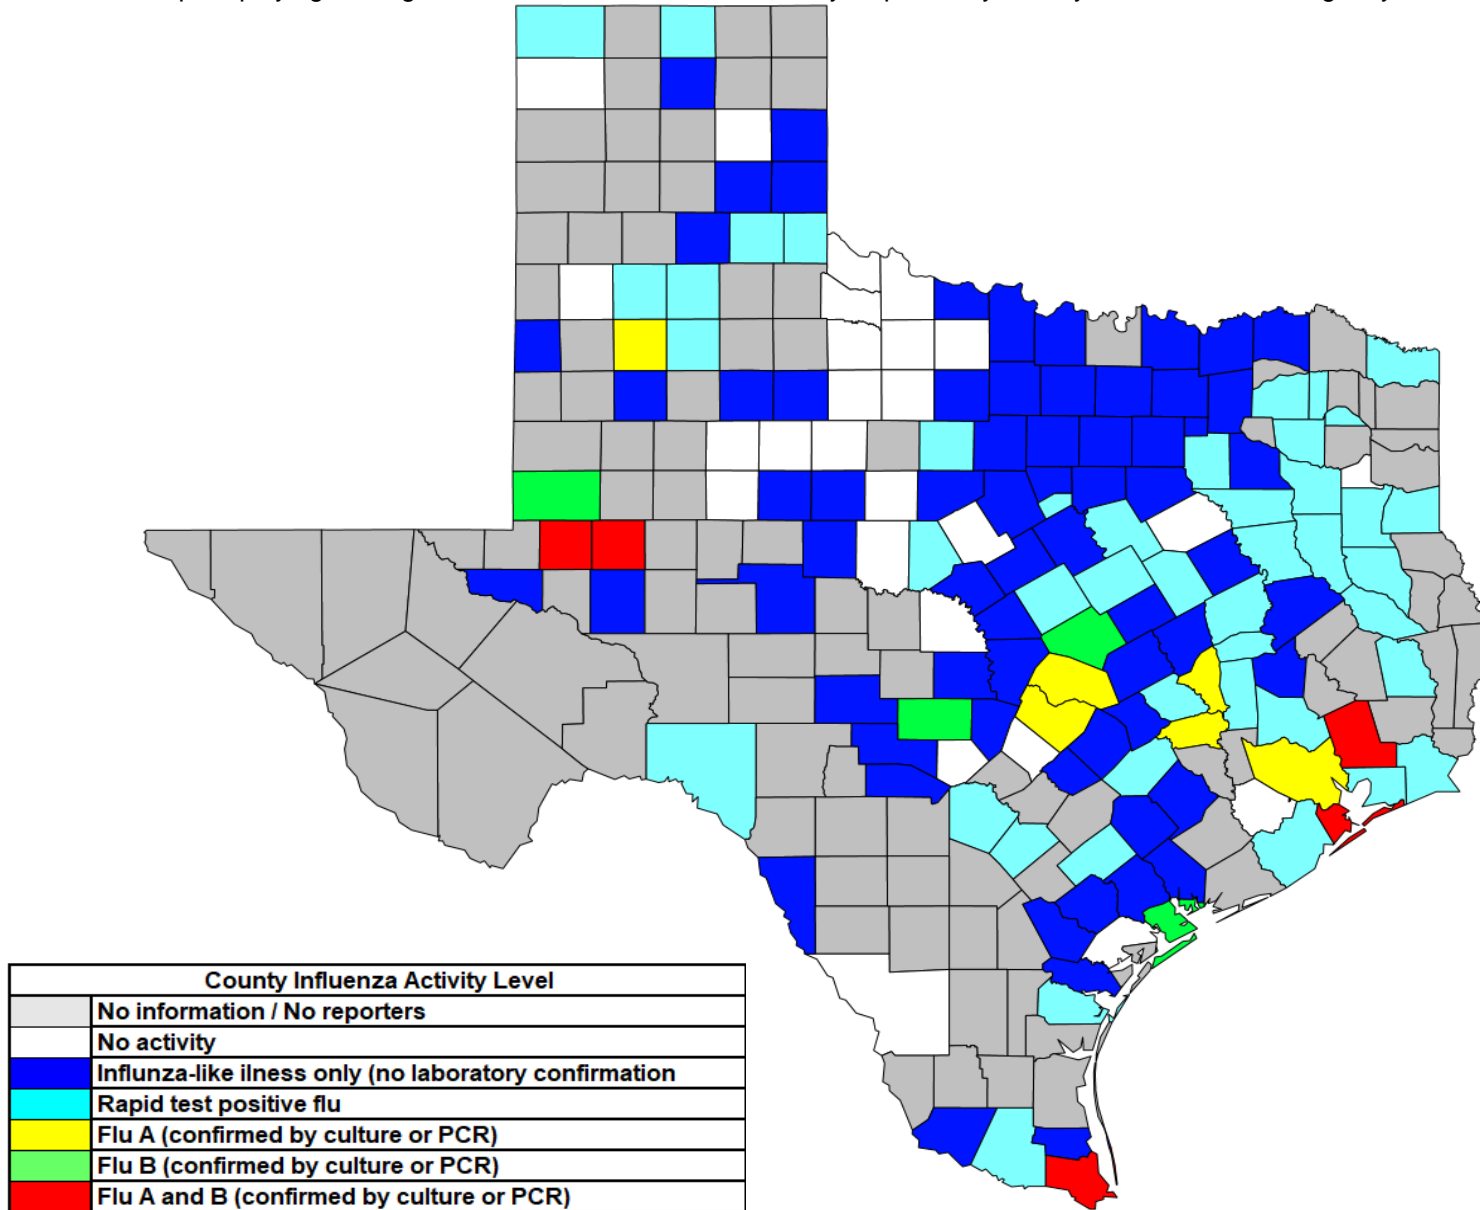 County Influenza Activity Level
No information / No reporters
No activity
Influnza-like ilness only (no laboratory confirmation
Rapid test positive flu
Flu A (confirmed by culture or PCR)
Flu B (confirmed by culture or PCR)
Flu A and B (confirmed by culture or PCR)